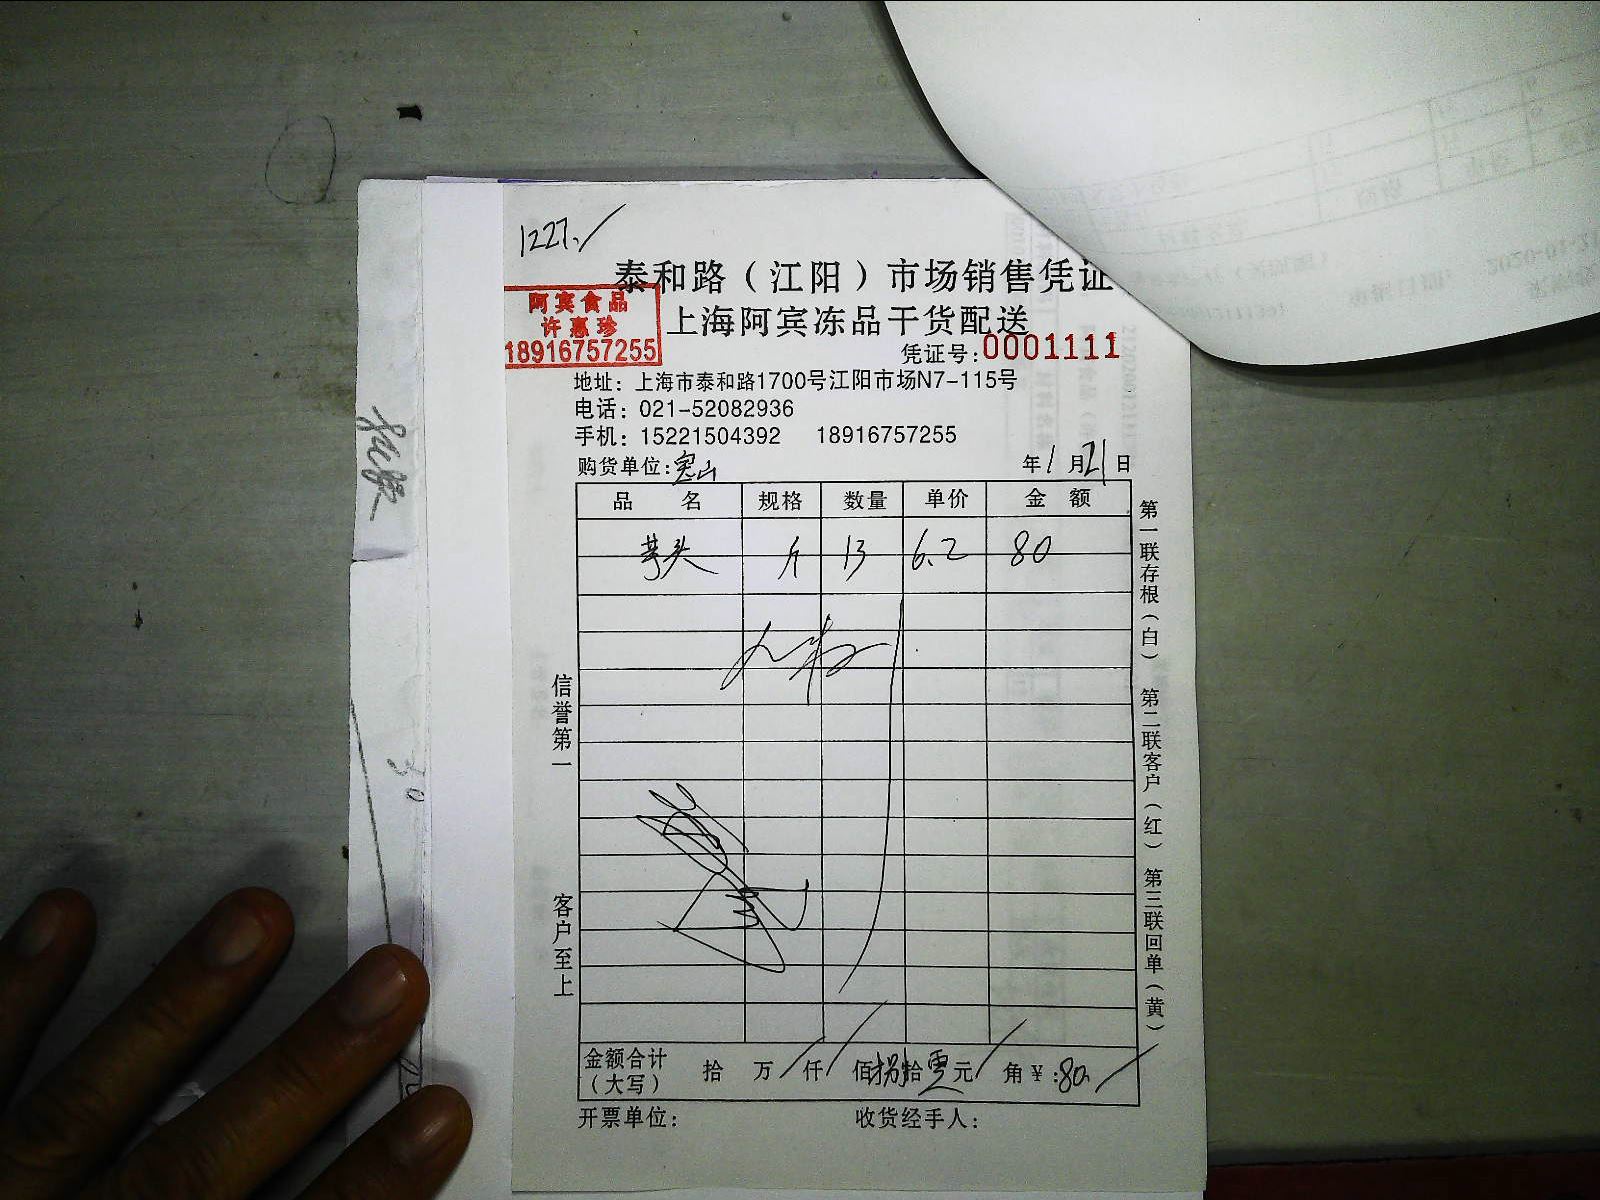 1227.
泰和路（江阳）市场销售凭证
阿宾食品
许惠珍
18916757255
上海阿宾冻品干货配送
凭证号:0001111
地址：上海市泰和路1700号江阳市场N7-115号
电话：021-52082936
手机：15221504392 18916757255
购货单位:宝山 年1月21日
品 名 规格 数量 单价 金 额
芋头 斤 13 6.2 80
信誉第一
客户至上
第一联存根（白） 第二联客户（红） 第三联回单（黄）
金额合计（大写） 拾 万 仟 佰 捌拾零元 角￥:80
开票单位: 收货经手人: